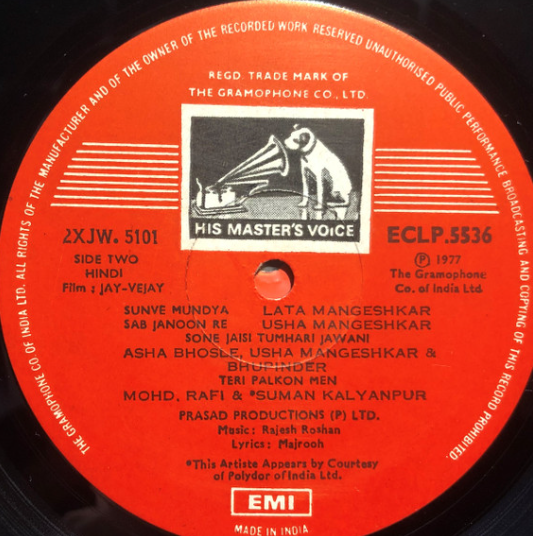 THE GRAMOPHONE CO. OF INDIA LTD. ALL RIGHTS OF THE MANUFACTURER AND OF THE OWNER OF THE RECORDED WORK RESERVED UNAUTHORISED PUBLIC PERFORMANCE BROADCASTING AND COPYING OF THIS RECORD PROHIBITED.
REGD. TRADE MARK OF
THE GRAMOPHONE CO., LTD.
HIS MASTER'S VOICE
2XJW. 5101
ECLP.5536
SIDE TWO
HINDI
Film : JAY-VEJAY
Ⓟ 1977
The Gramophone
Co. of India Ltd
SUNVE MUNDYA LATA MANGESHKAR
SAB JANOON RE USHA MANGESHKAR
SONE JAISI TUMHARI JAWANI
ASHA BHOSLE, USHA MANGESHKAR &
BHUPINDER
TERI PALKON MEN
MOHD. RAFI & *SUMAN KALYANPUR
PRASAD PRODUCTIONS (P) LTD.
Music : Rajesh Roshan
Lyrics : Majrooh
*This Artiste Appears by Courtesy
of Polydor of India Ltd.
EMI
MADE IN INDIA